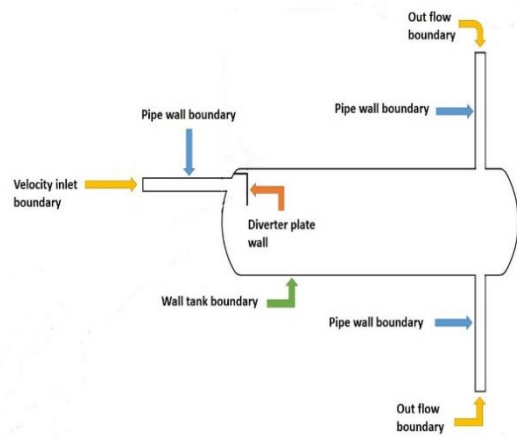 Out flow
boundary
Pipe wall boundary
Pipe wall boundary
Velocity inlet
boundary
Diverter plate
wall
Wall tank boundary
Pipe wall boundary
Out flow
boundary